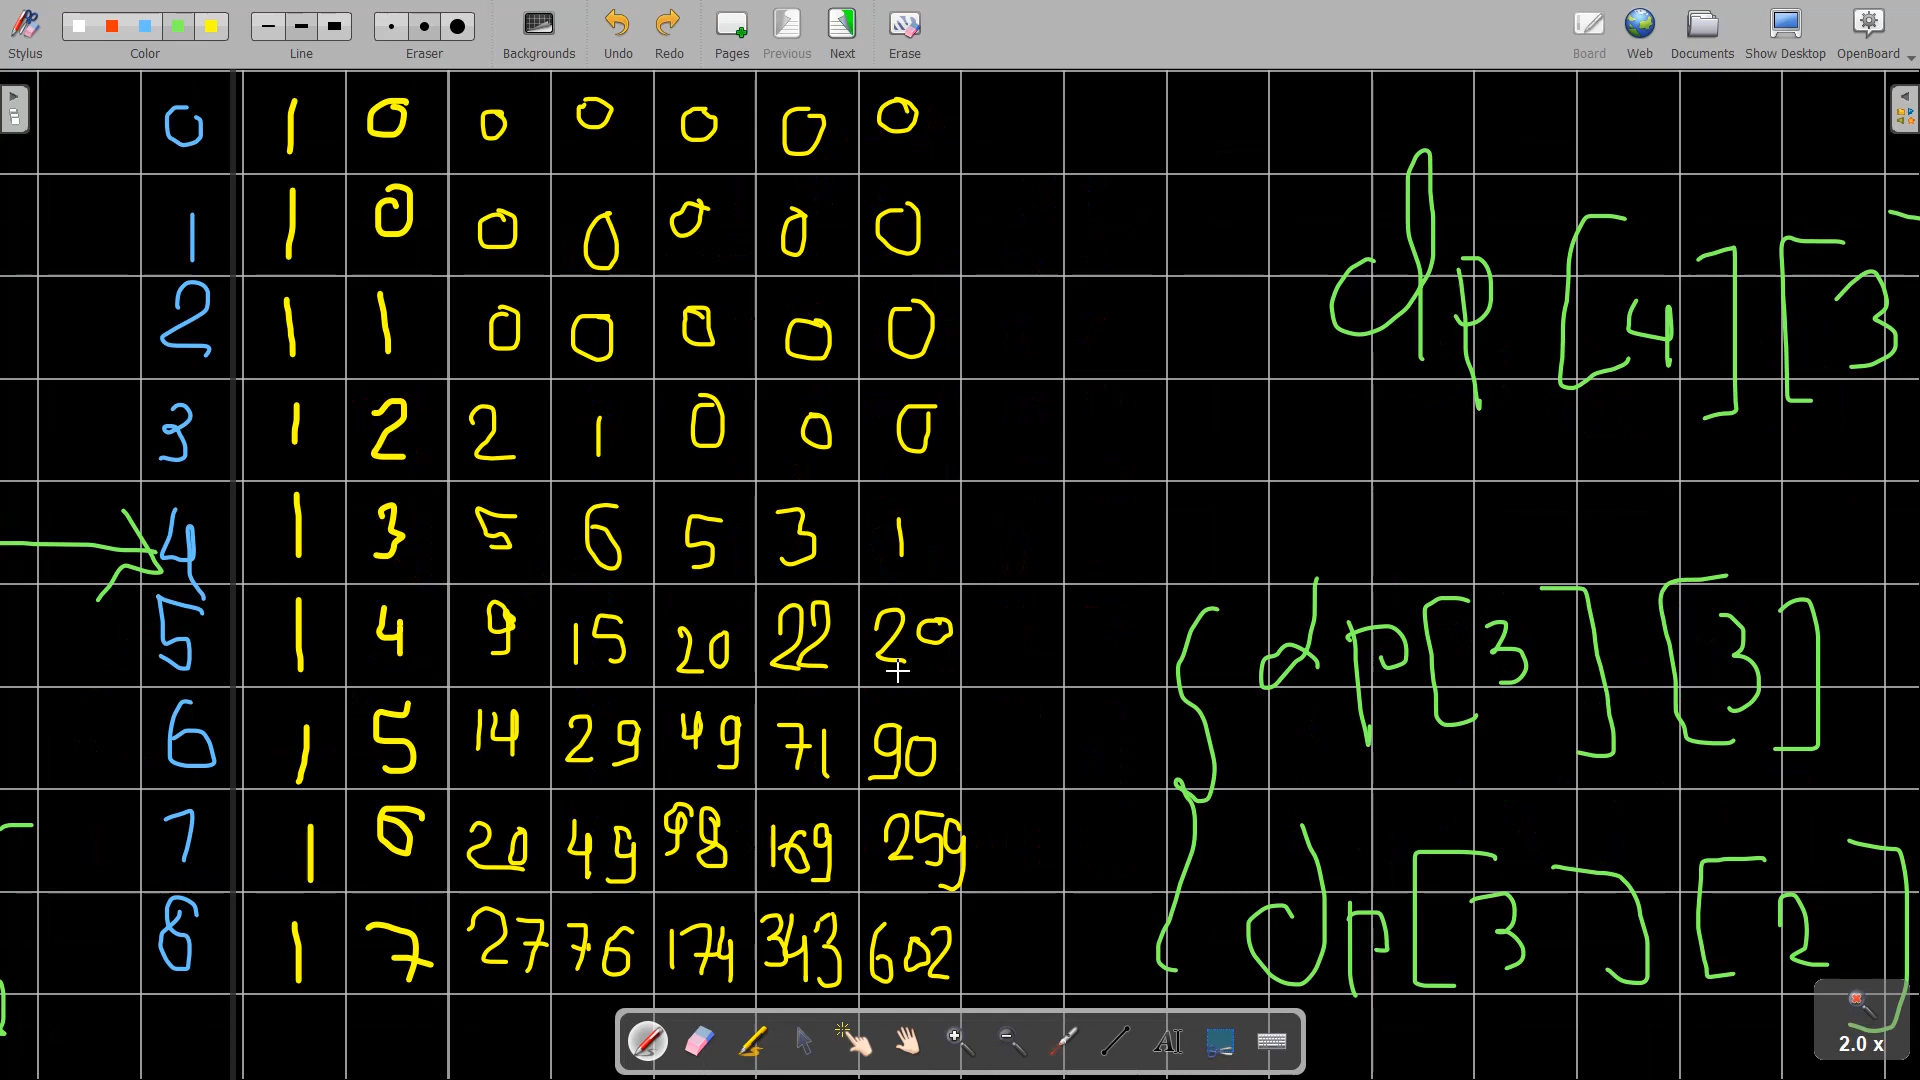 Stylus Color Line Eraser Backgrounds Undo Redo Pages Previous Next Erase Board Web Documents Show Desktop OpenBoard
0 1 0 0 0 0 0 0
1 1 0 0 0 0 0 0
2 1 1 0 0 0 0 0
3 1 2 2 1 0 0 0
4 1 3 5 6 5 3 1
5 1 4 9 15 20 22 20
6 1 5 14 29 49 71 90
7 1 6 20 49 98 169 259
8 1 7 27 76 174 343 602
dp[4][3
dp[3][3]
dp[3][2]
2.0 x